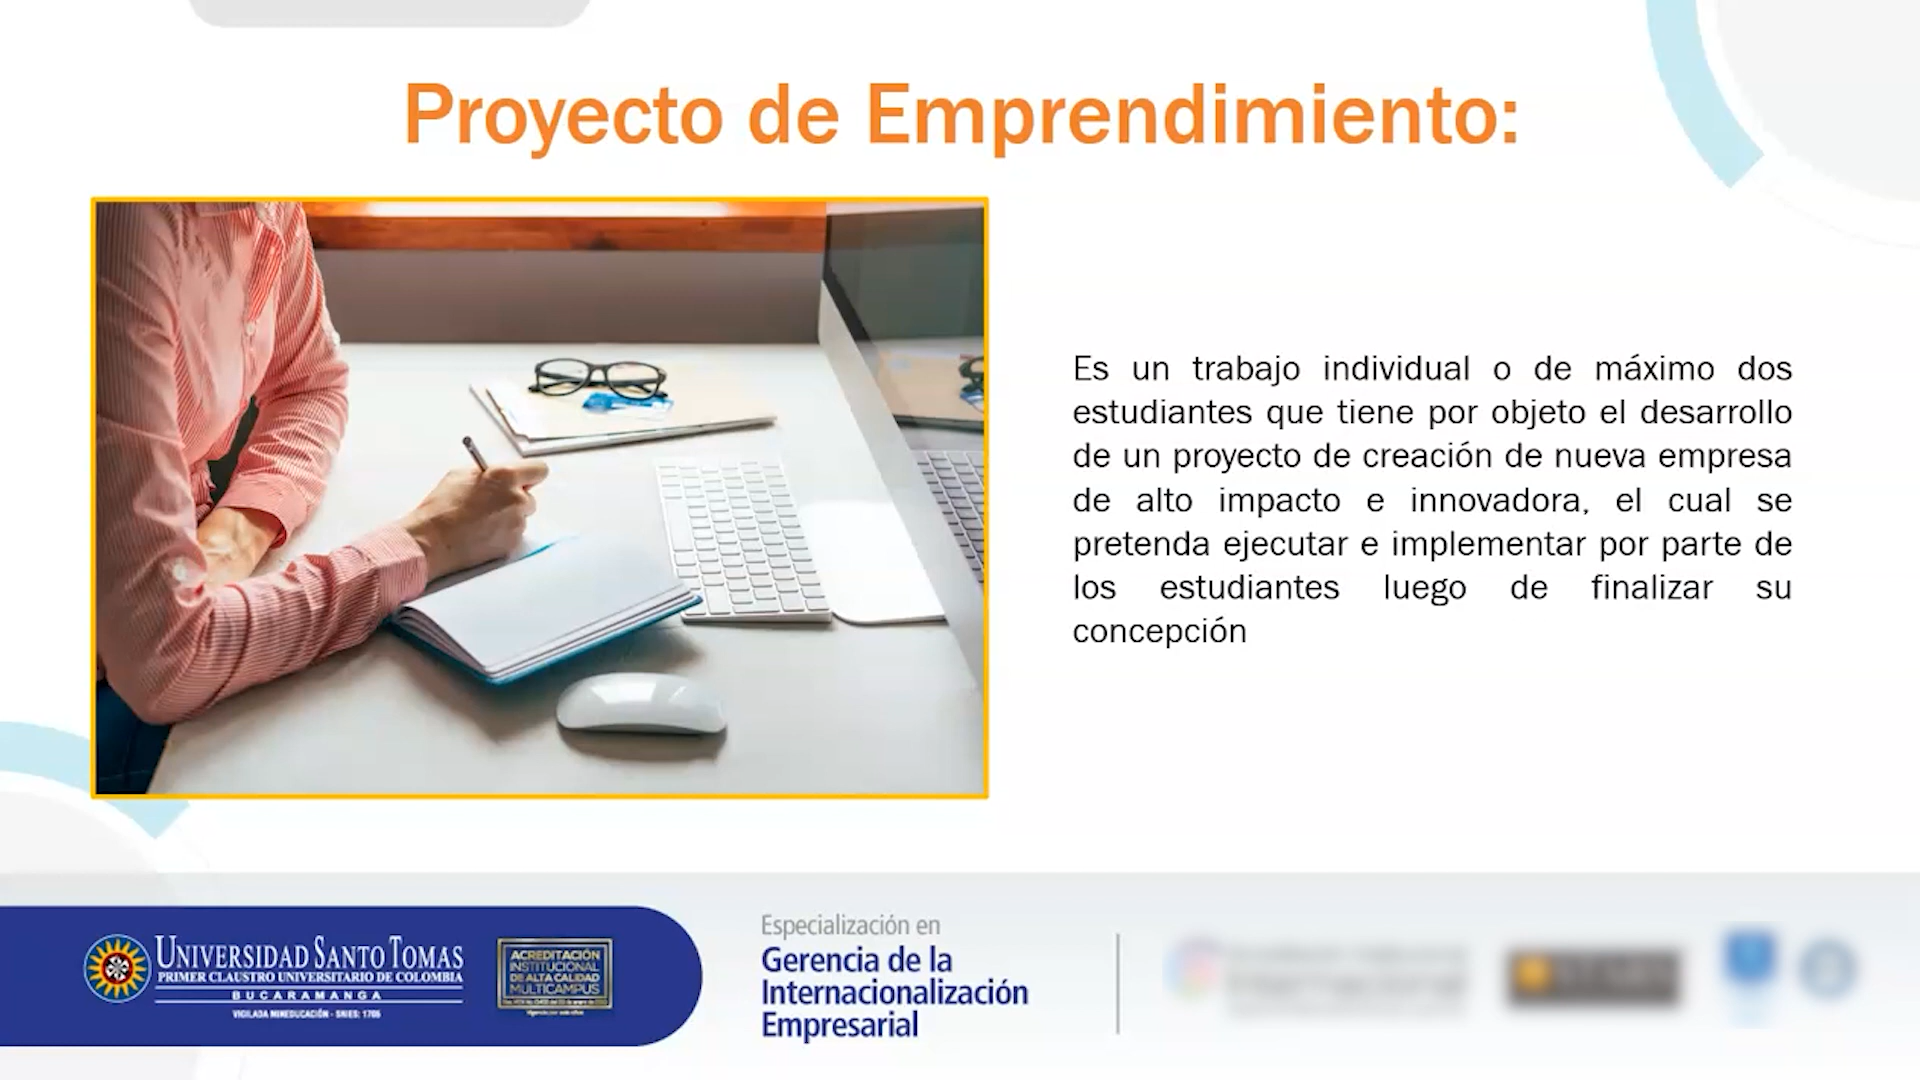 Proyecto de Emprendimiento:
Es un trabajo individual o de máximo dos
estudiantes que tiene por objeto el desarrollo
de un proyecto de creación de nueva empresa
de alto impacto e innovadora, el cual se
pretenda ejecutar e implementar por parte de
los estudiantes luego de finalizar su
concepción
UNIVERSIDAD SANTO TOMAS
PRIMER CLAUSTRO UNIVERSITARIO DE COLOMBIA
BUCARAMANGA
VIGILADA MINEDUCACIÓN - SNIES: 1705
ACREDITACIÓN
INSTITUCIONAL
DE ALTA CALIDAD
MULTICAMPUS
Especialización en
Gerencia de la
Internacionalización
Empresarial